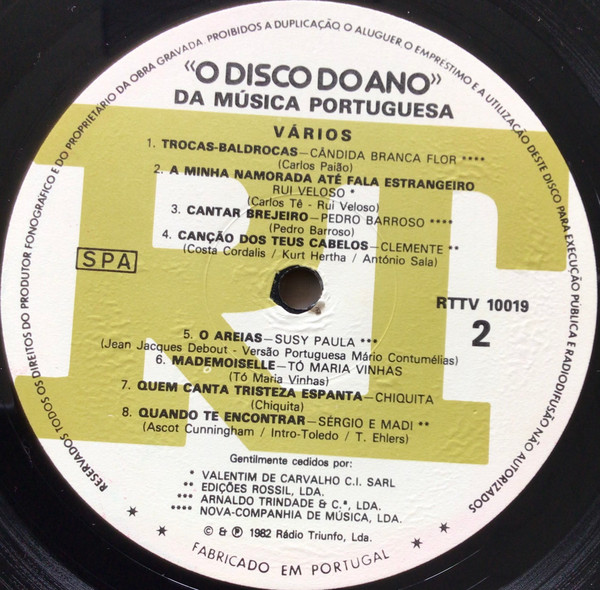 RESERVADOS TODOS OS DIREITOS DO PRODUTOR FONOGRÁFICO E DO PROPRIETÁRIO DA OBRA GRAVADA. PROIBIDOS A DUPLICAÇÃO, O ALUGUER, O EMPRÉSTIMO E A UTILIZAÇÃO DESTE DISCO PARA EXECUÇÃO PÚBLICA E RADIODIFUSÃO NÃO AUTORIZADOS
«O DISCO DO ANO»
DA MÚSICA PORTUGUESA
VÁRIOS
1. TROCAS-BALDROCAS—CÂNDIDA BRANCA FLOR ****
(Carlos Paião)
2. A MINHA NAMORADA ATÉ FALA ESTRANGEIRO
RUI VELOSO *
(Carlos Tê - Rui Veloso)
3. CANTAR BREJEIRO—PEDRO BARROSO ****
(Pedro Barroso)
4. CANÇÃO DOS TEUS CABELOS—CLEMENTE **
(Costa Cordalis / Kurt Hertha / António Sala)
SPA
RT
RTTV 10019
2
5. O AREIAS—SUSY PAULA ***
(Jean Jacques Debout - Versão Portuguesa Mário Contumélias)
6. MADEMOISELLE—TÓ MARIA VINHAS
(Tó Maria Vinhas)
7. QUEM CANTA TRISTEZA ESPANTA—CHIQUITA
(Chiquita)
8. QUANDO TE ENCONTRAR—SÉRGIO E MADI **
(Ascot Cunningham / Intro-Toledo / T. Ehlers)
Gentilmente cedidos por:
* VALENTIM DE CARVALHO C.I. SARL
** EDIÇÕES ROSSIL, LDA.
*** ARNALDO TRINDADE & C.ª, LDA.
**** NOVA-COMPANHIA DE MÚSICA, LDA.
© & ℗ 1982 Rádio Triunfo, Lda.
* * FABRICADO EM PORTUGAL * *